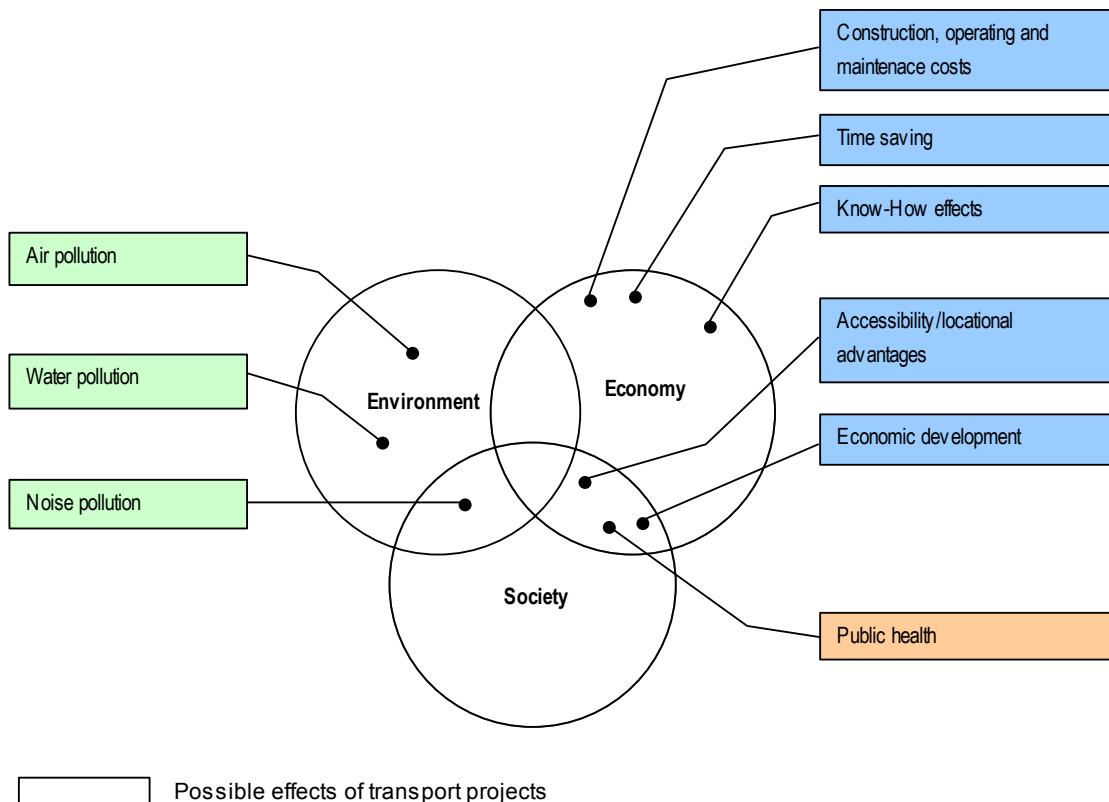 Construction, operating and
maintenace costs
Time saving
Know-How effects
Air pollution
Accessibility/locational
advantages
Water pollution
Environment
Economy
Economic development
Noise pollution
Society
Public health
Possible effects of transport projects